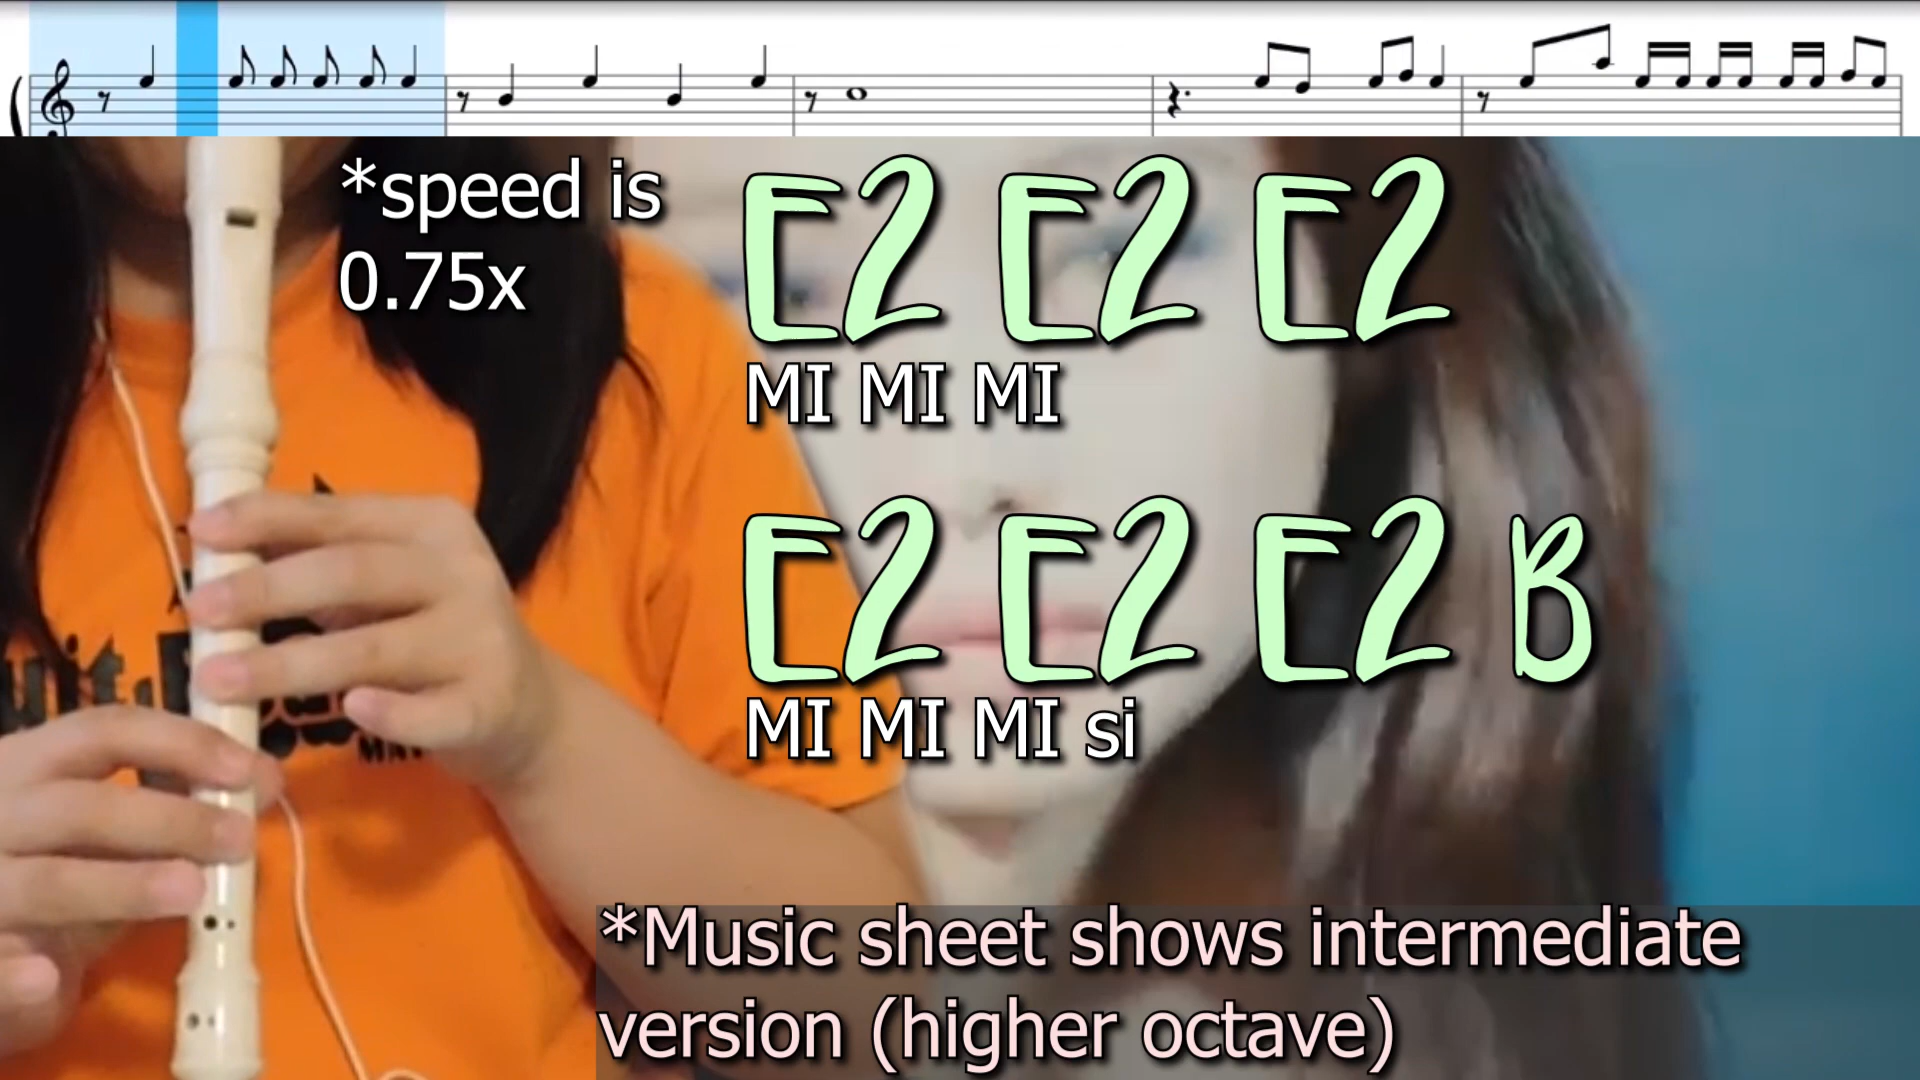 *speed is
0.75x
E2 E2 E2
MI MI MI
E2 E2 E2 B
MI MI MI si
*Music sheet shows intermediate
version (higher octave)